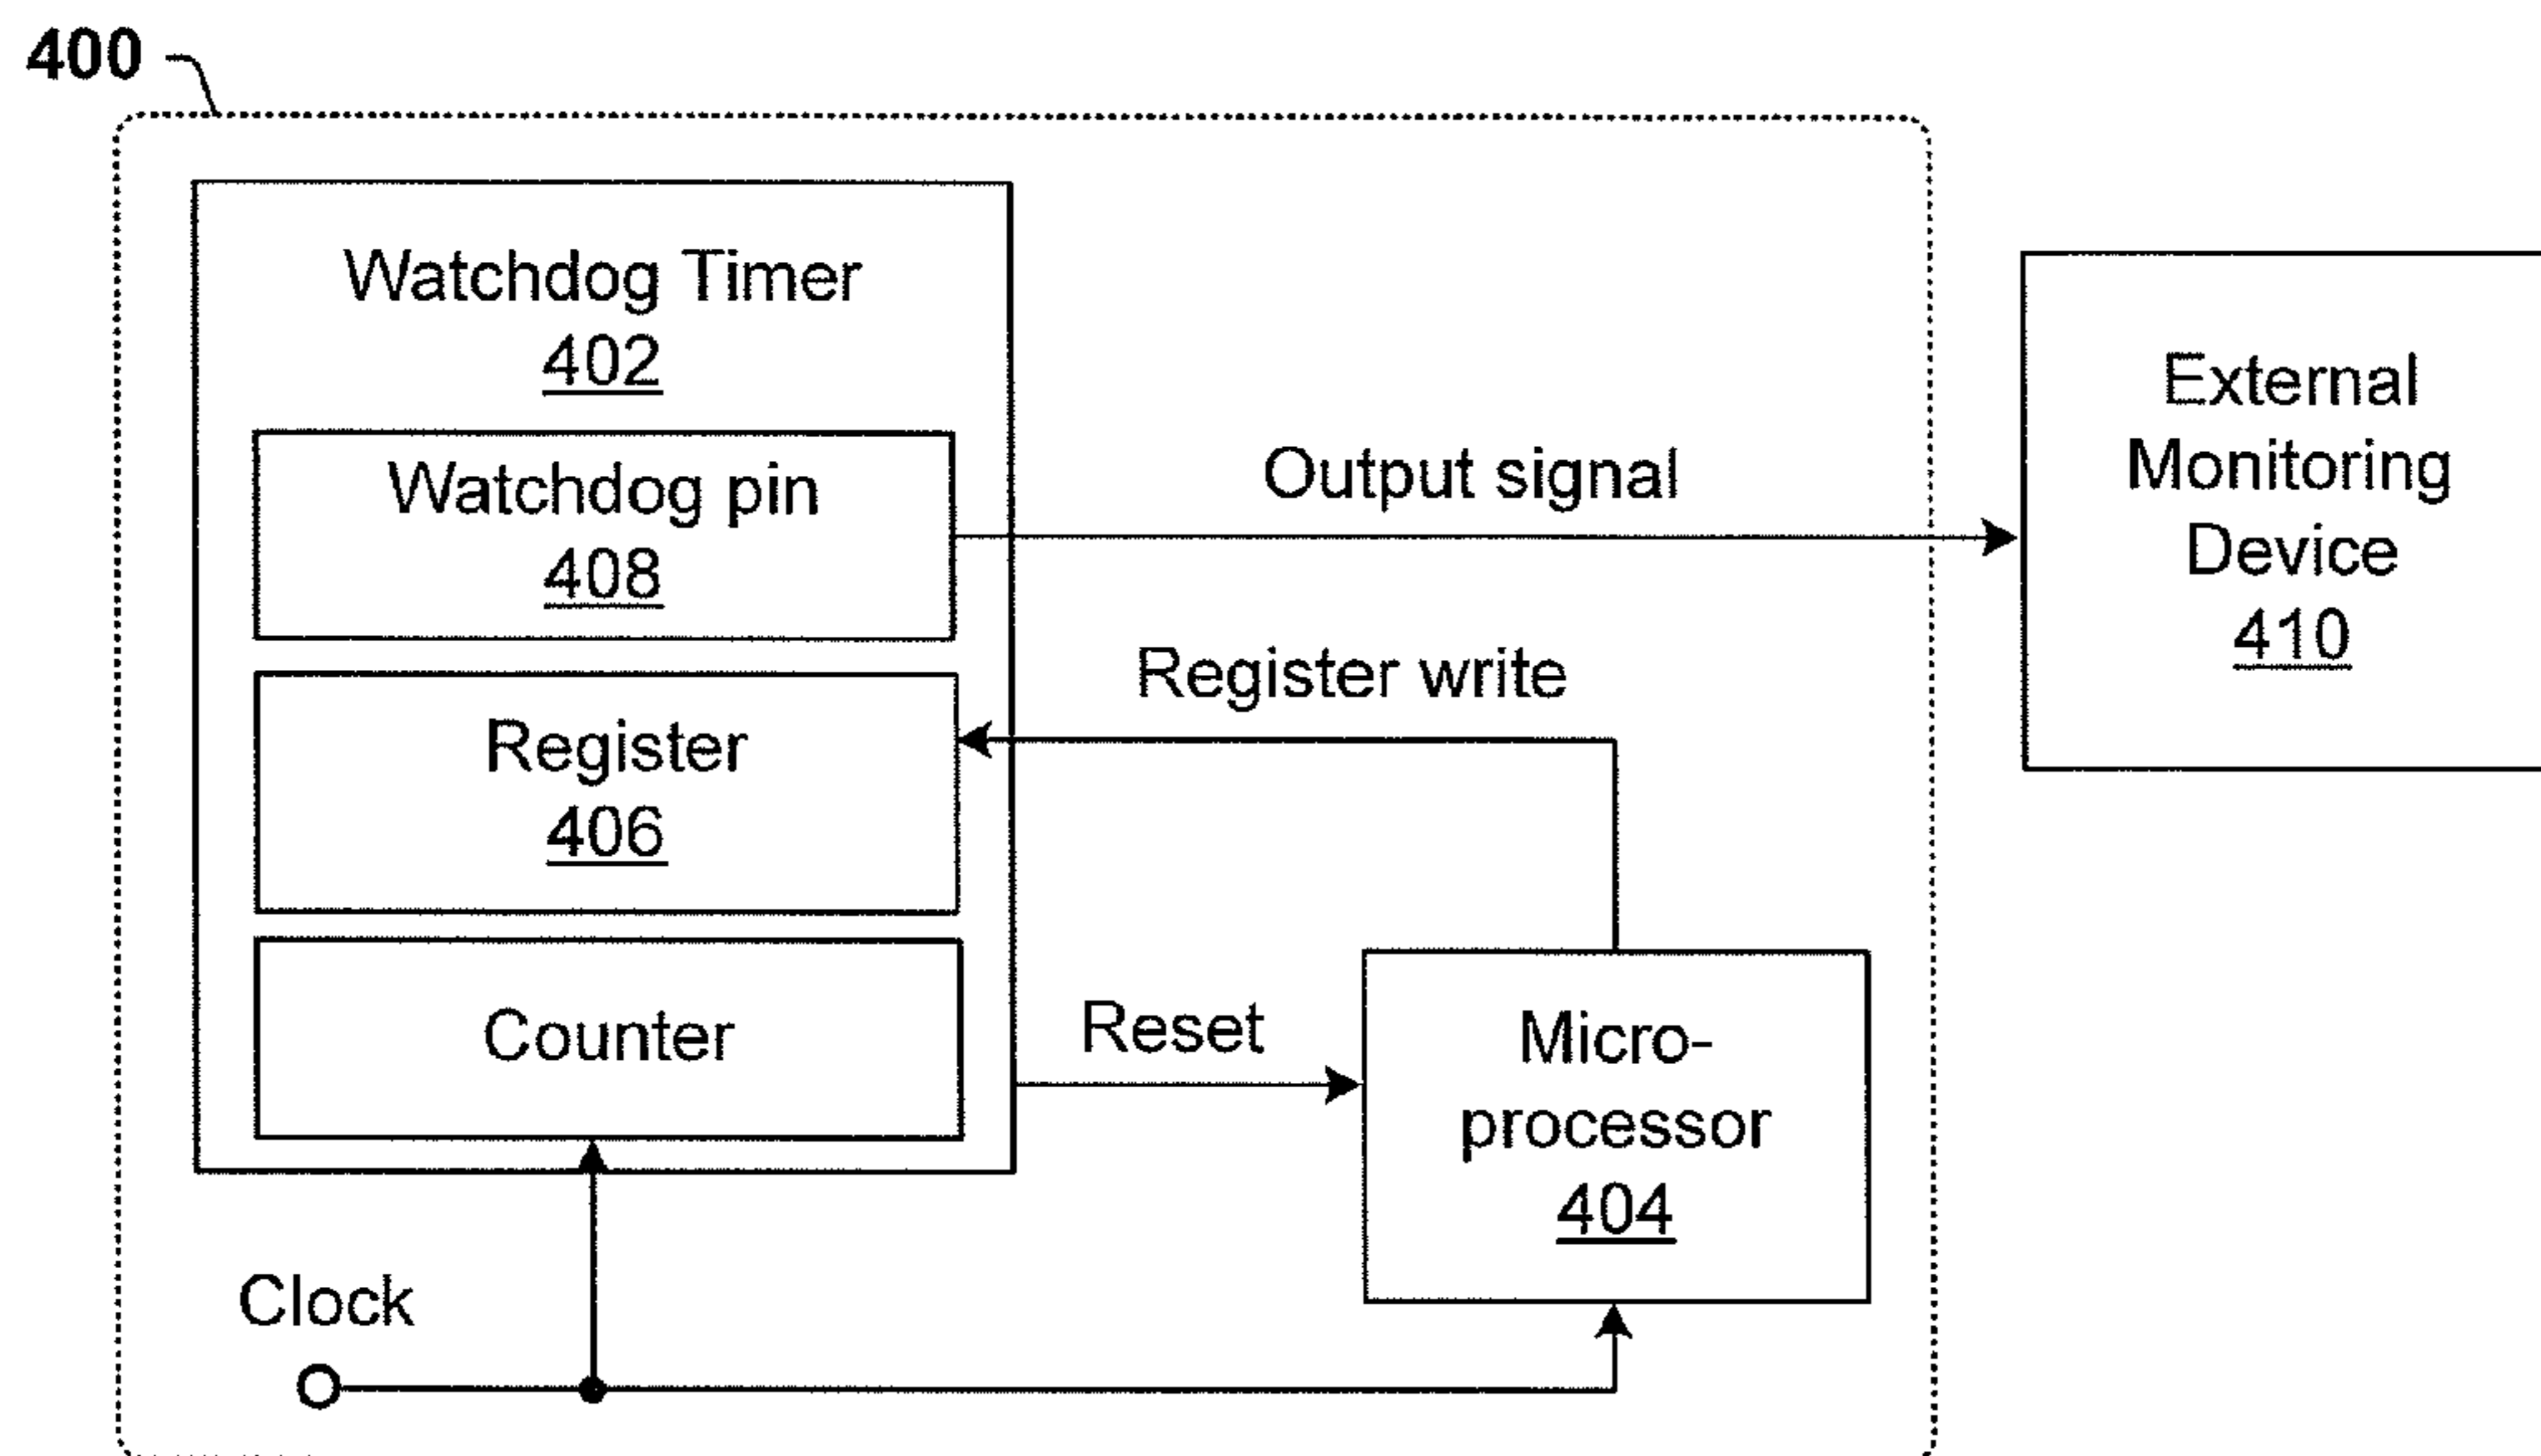 400
Watchdog Timer
402
Watchdog pin
408
Output signal
External
Monitoring
Device
410
Register write
Register
406
Counter
Reset
Micro-
processor
404
Clock